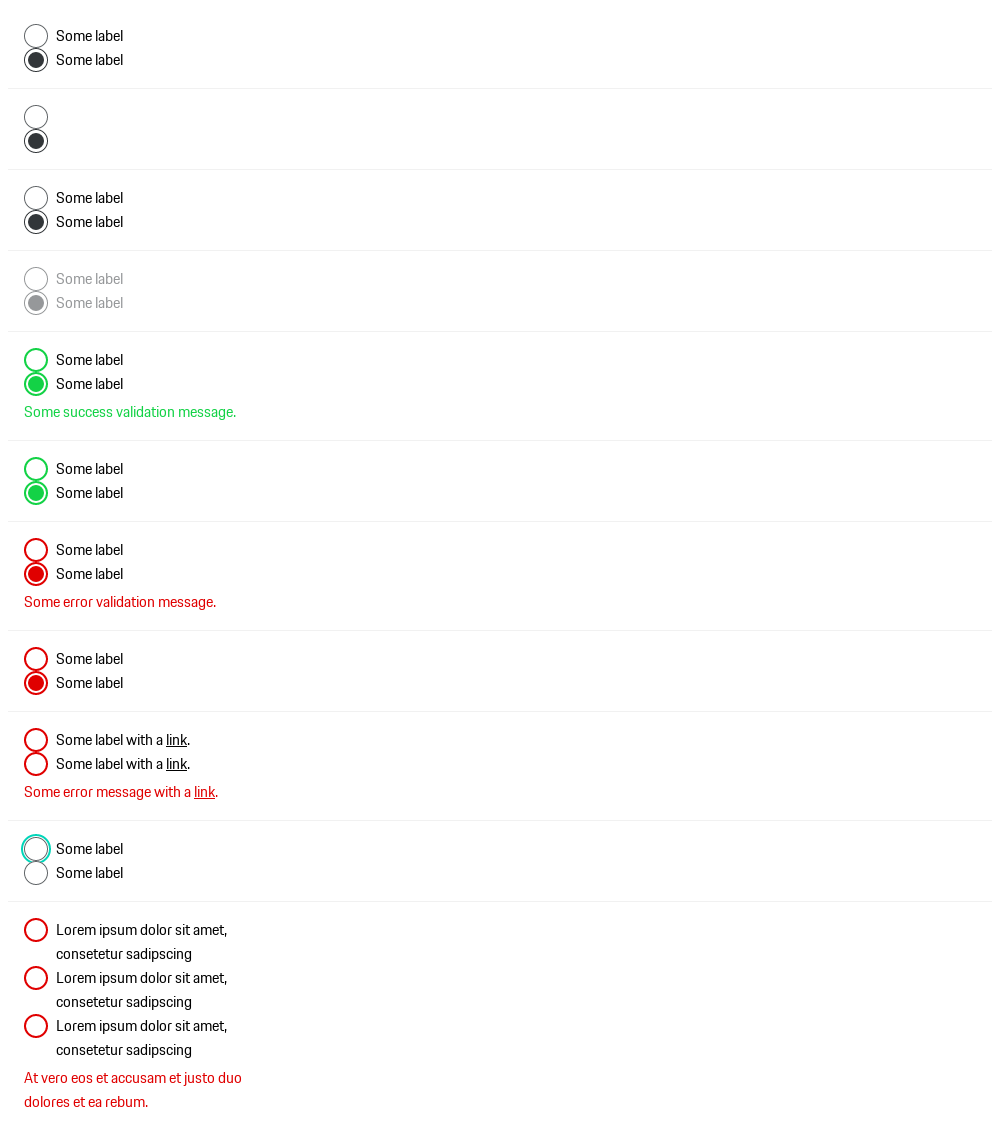 Some label
Some label
Some label
Some label
Some label
Some label
Some label
Some label
Some success validation message.
Some label
Some label
Some label
Some label
Some error validation message.
Some label
Some label
Some label with a link.
Some label with a link.
Some error message with a link.
Some label
Some label
Lorem ipsum dolor sit amet,
consetetur sadipscing
Lorem ipsum dolor sit amet,
consetetur sadipscing
Lorem ipsum dolor sit amet,
consetetur sadipscing
At vero eos et accusam et justo duo
dolores et ea rebum.